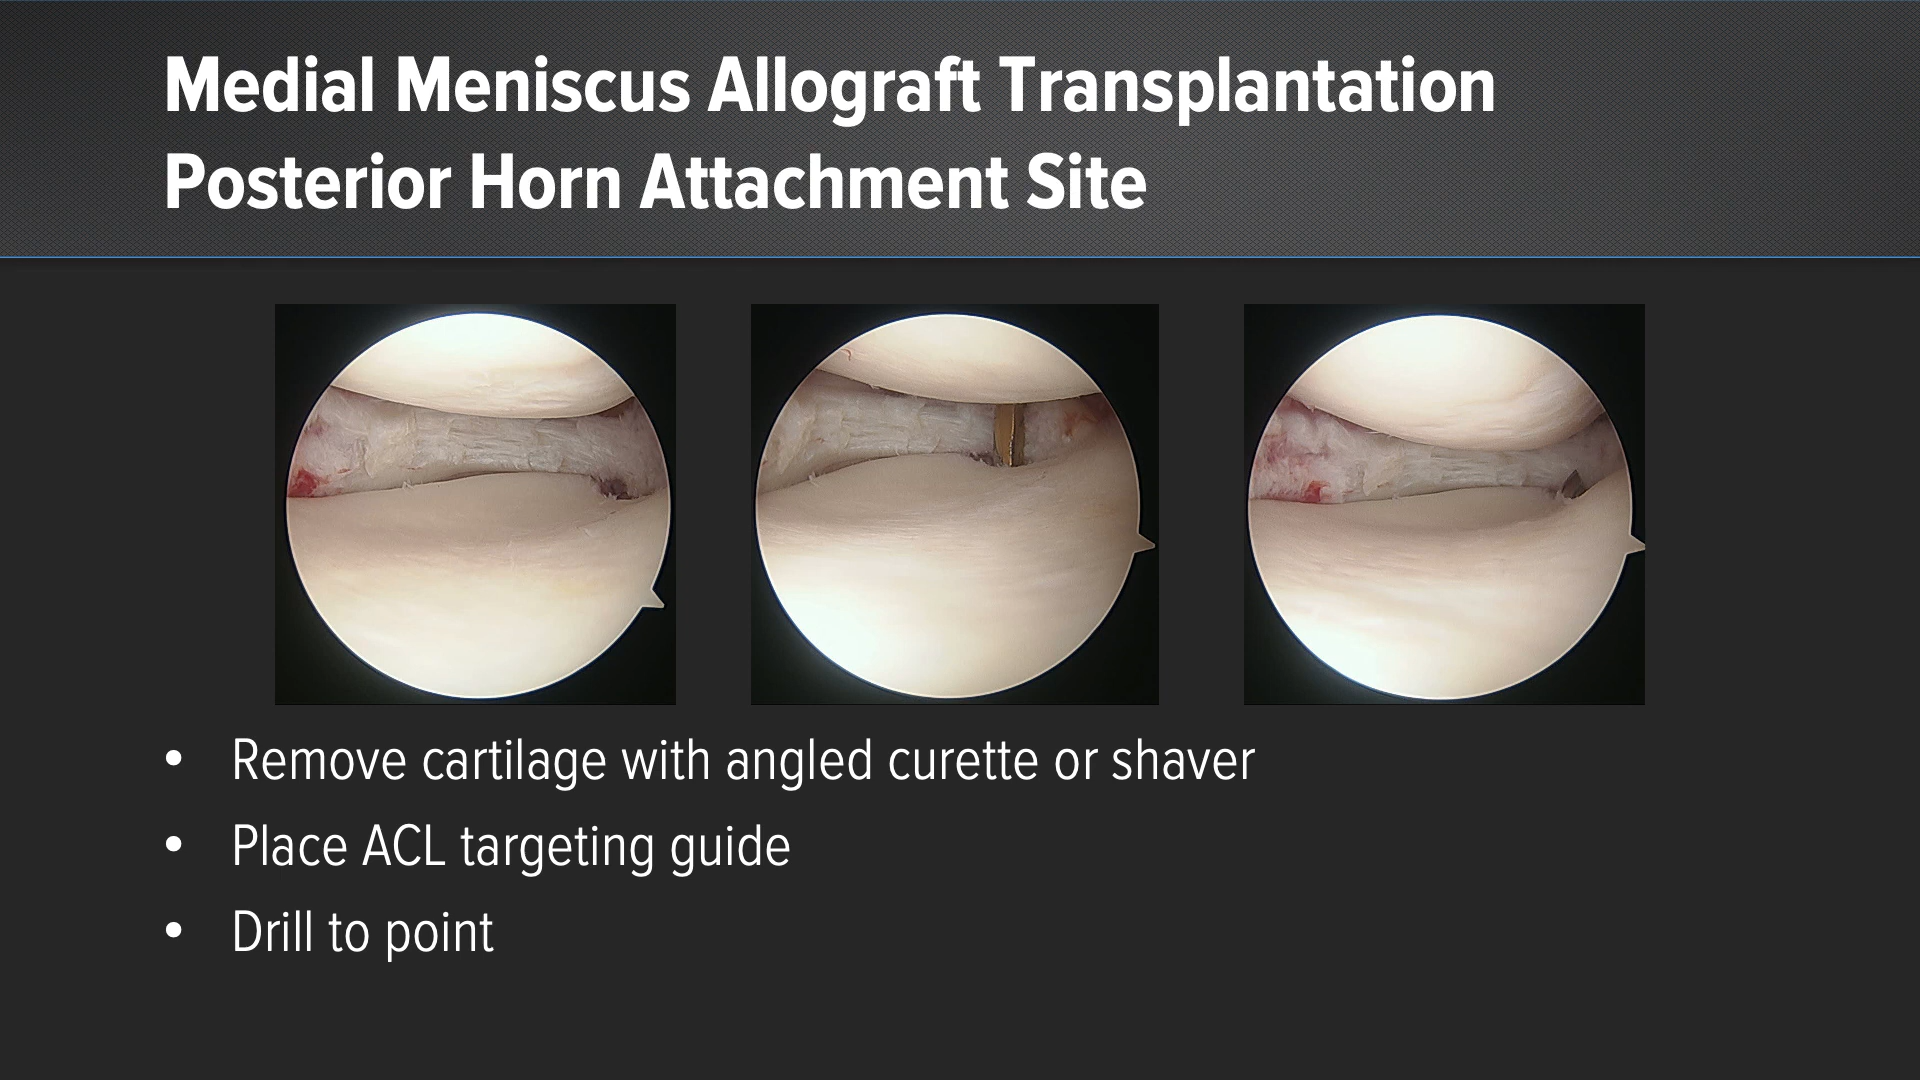 Medial Meniscus Allograft Transplantation
Posterior Horn Attachment Site
• Remove cartilage with angled curette or shaver
• Place ACL targeting guide
• Drill to point